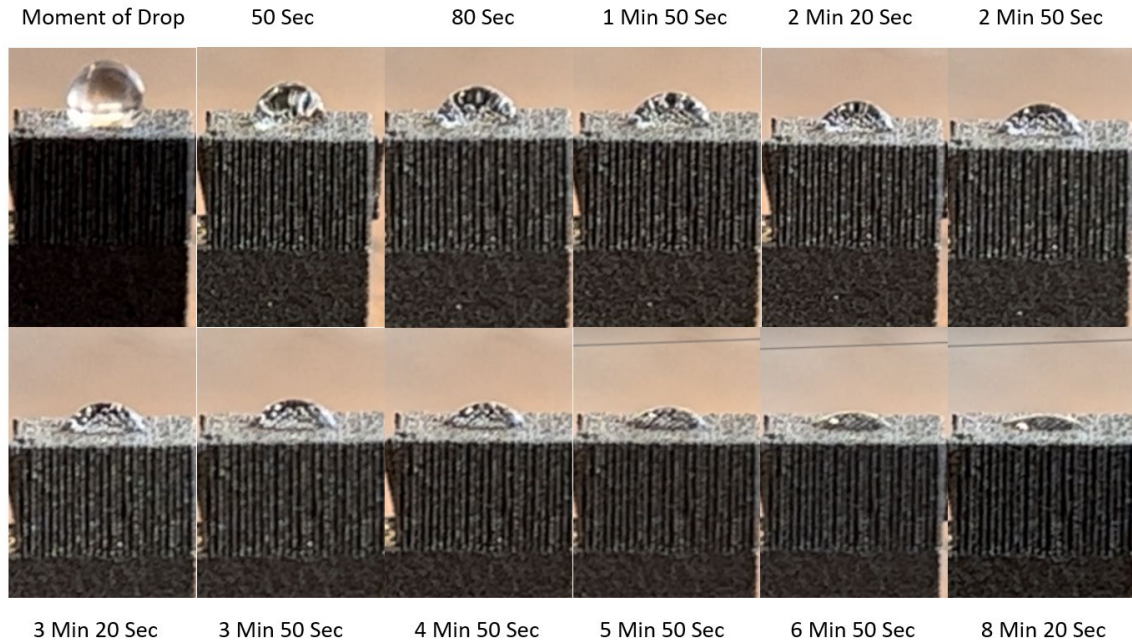 Moment of Drop
50 Sec
80 Sec
1 Min 50 Sec
2 Min 20 Sec
2 Min 50 Sec
3 Min 20 Sec
3 Min 50 Sec
4 Min 50 Sec
5 Min 50 Sec
6 Min 50 Sec
8 Min 20 Sec